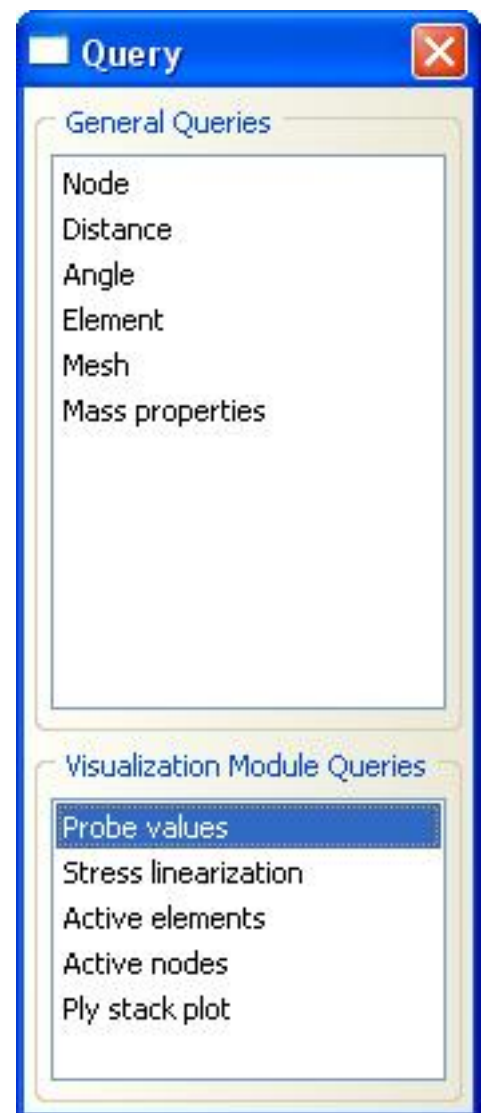 Query
General Queries
Node
Distance
Angle
Element
Mesh
Mass properties
Visualization Module Queries
Probe values
Stress linearization
Active elements
Active nodes
Ply stack plot